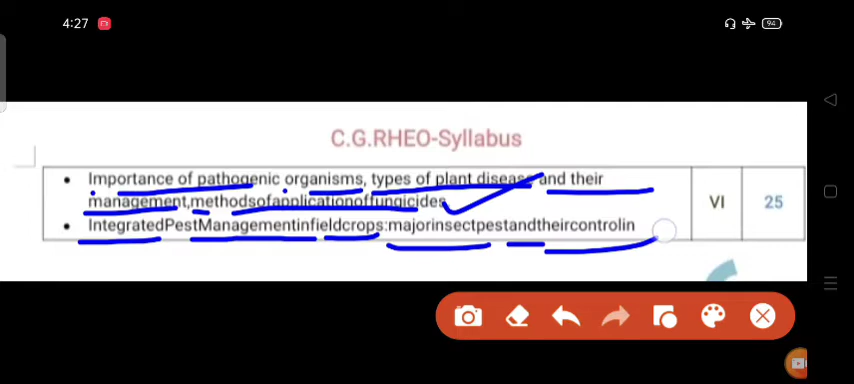 4:27
94
C.G.RHEO-Syllabus
• Importance of pathogenic organisms, types of plant disease and their
management,methodsofapplicationoffungicides
VI 25
• IntegratedPestManagementinfieldcrops:majorinsectpestandtheircontrolin